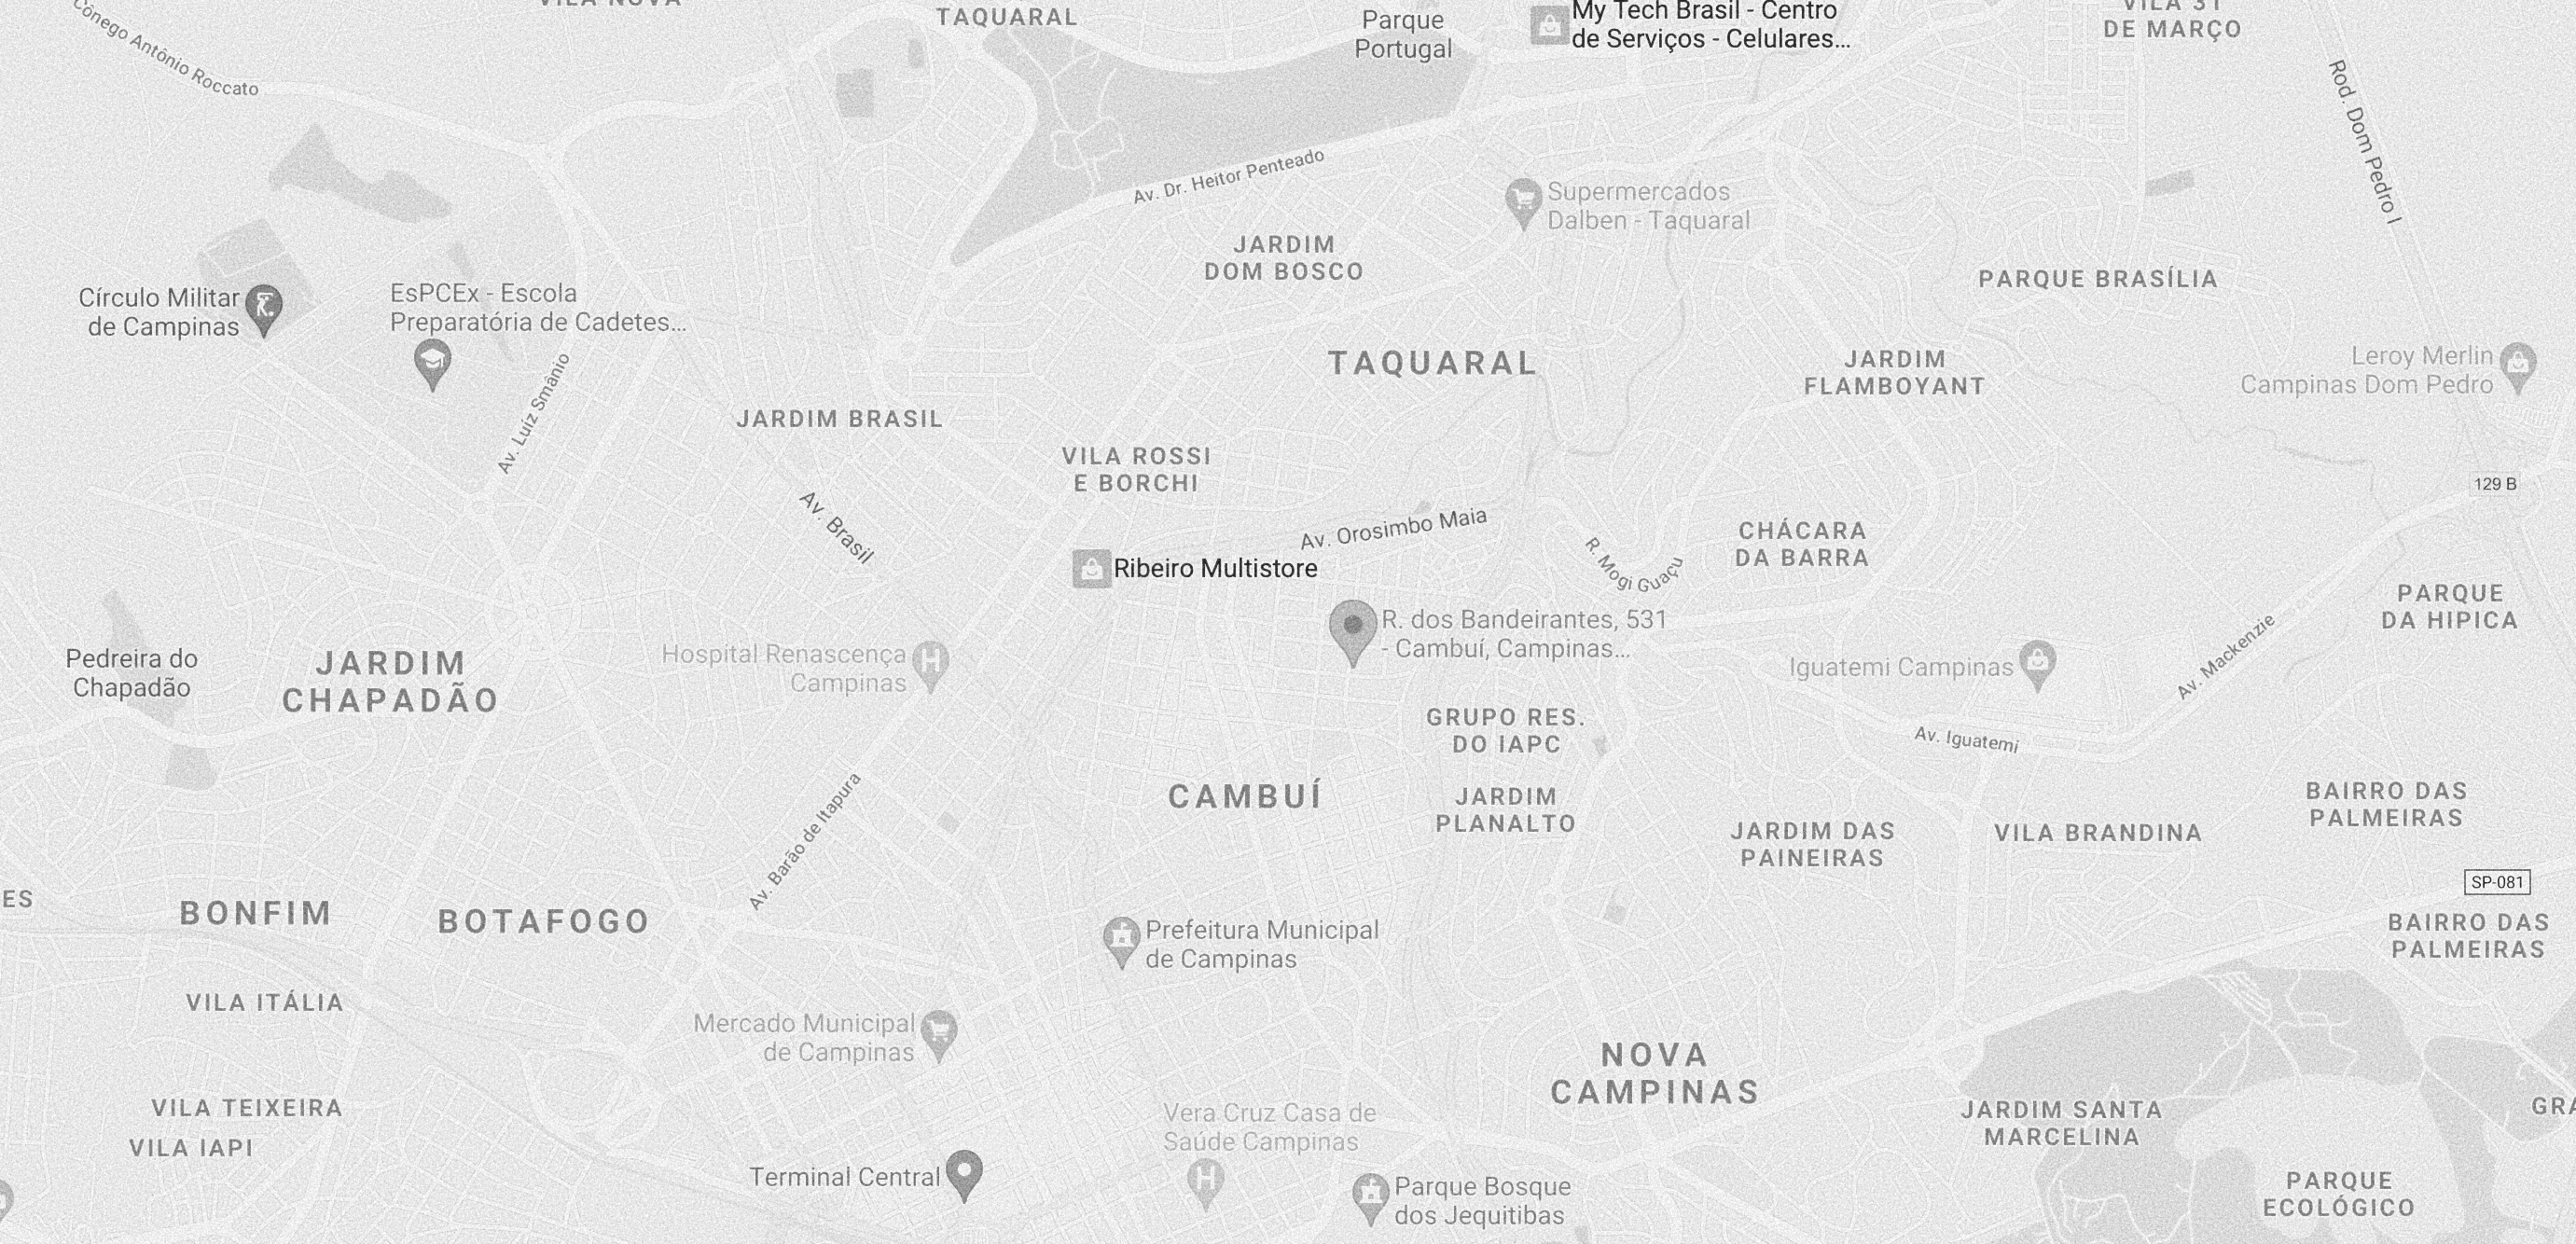 VILA NOVA
TAQUARAL
Parque
Portugal
My Tech Brasil - Centro
de Serviços - Celulares...
VILA 31
DE MARÇO
Cônego Antônio Roccato
Rod. Dom Pedro I
Av. Dr. Heitor Penteado
Supermercados
Dalben - Taquaral
JARDIM
DOM BOSCO
PARQUE BRASÍLIA
Círculo Militar
de Campinas
EsPCEx - Escola
Preparatória de Cadetes...
TAQUARAL
JARDIM
FLAMBOYANT
Leroy Merlin
Campinas Dom Pedro
Av. Luiz Smânio
JARDIM BRASIL
VILA ROSSI
E BORCHI
129 B
Av. Brasil
Av. Orosimbo Maia
CHÁCARA
DA BARRA
R. Mogi Guaçu
Ribeiro Multistore
PARQUE
DA HIPICA
R. dos Bandeirantes, 531
- Cambuí, Campinas...
Pedreira do
Chapadão
JARDIM
CHAPADÃO
Hospital Renascença
Campinas
Iguatemi Campinas
Av. Mackenzie
GRUPO RES.
DO IAPC
Av. Iguatemi
CAMBUÍ
JARDIM
PLANALTO
BAIRRO DAS
PALMEIRAS
Av. Barão de Itapura
JARDIM DAS
PAINEIRAS
VILA BRANDINA
SP-081
ES
BONFIM
BOTAFOGO
Prefeitura Municipal
de Campinas
BAIRRO DAS
PALMEIRAS
VILA ITÁLIA
Mercado Municipal
de Campinas
NOVA
CAMPINAS
VILA TEIXEIRA
VILA IAPI
Vera Cruz Casa de
Saúde Campinas
JARDIM SANTA
MARCELINA
GRA
Terminal Central
Parque Bosque
dos Jequitibas
PARQUE
ECOLÓGICO